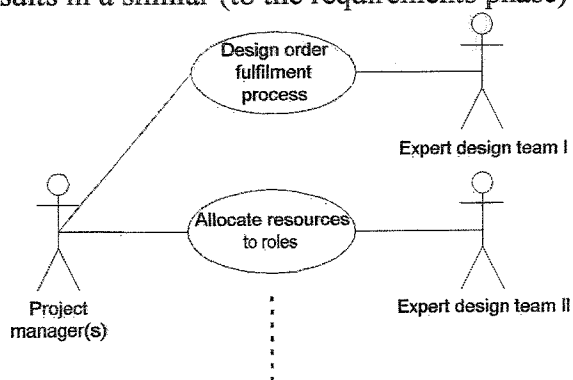 sults in a similar (to the requirements phase)
Design order
fulfilment
process
Expert design team I
Allocate resources
to roles
Project
manager(s)
Expert design team II